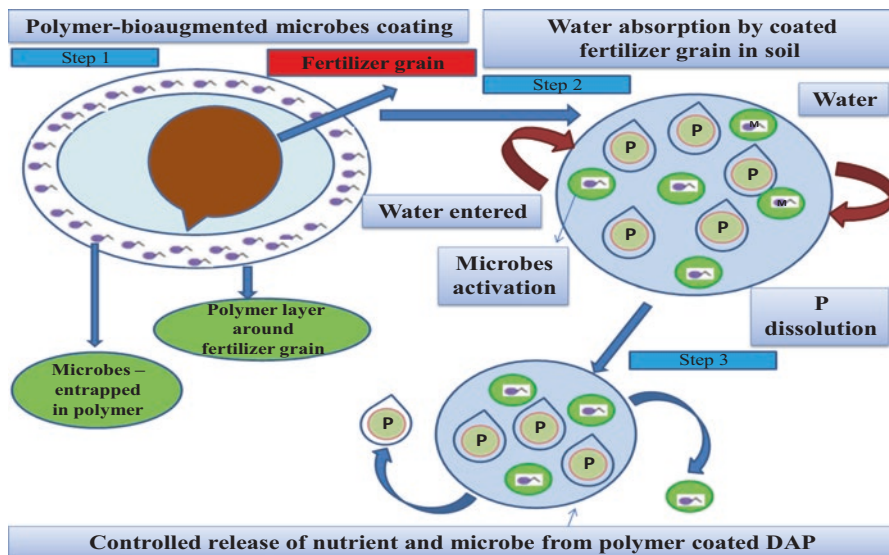 Polymer-bioaugmented microbes coating
Step 1
Fertilizer grain
Water absorption by coated
fertilizer grain in soil
Step 2
Water
P
P
M
P
P
M
P
P
Water entered
Microbes
activation
P
dissolution
Polymer layer
around
fertilizer grain
Microbes –
entrapped
in polymer
Step 3
P
P
P
P
Controlled release of nutrient and microbe from polymer coated DAP